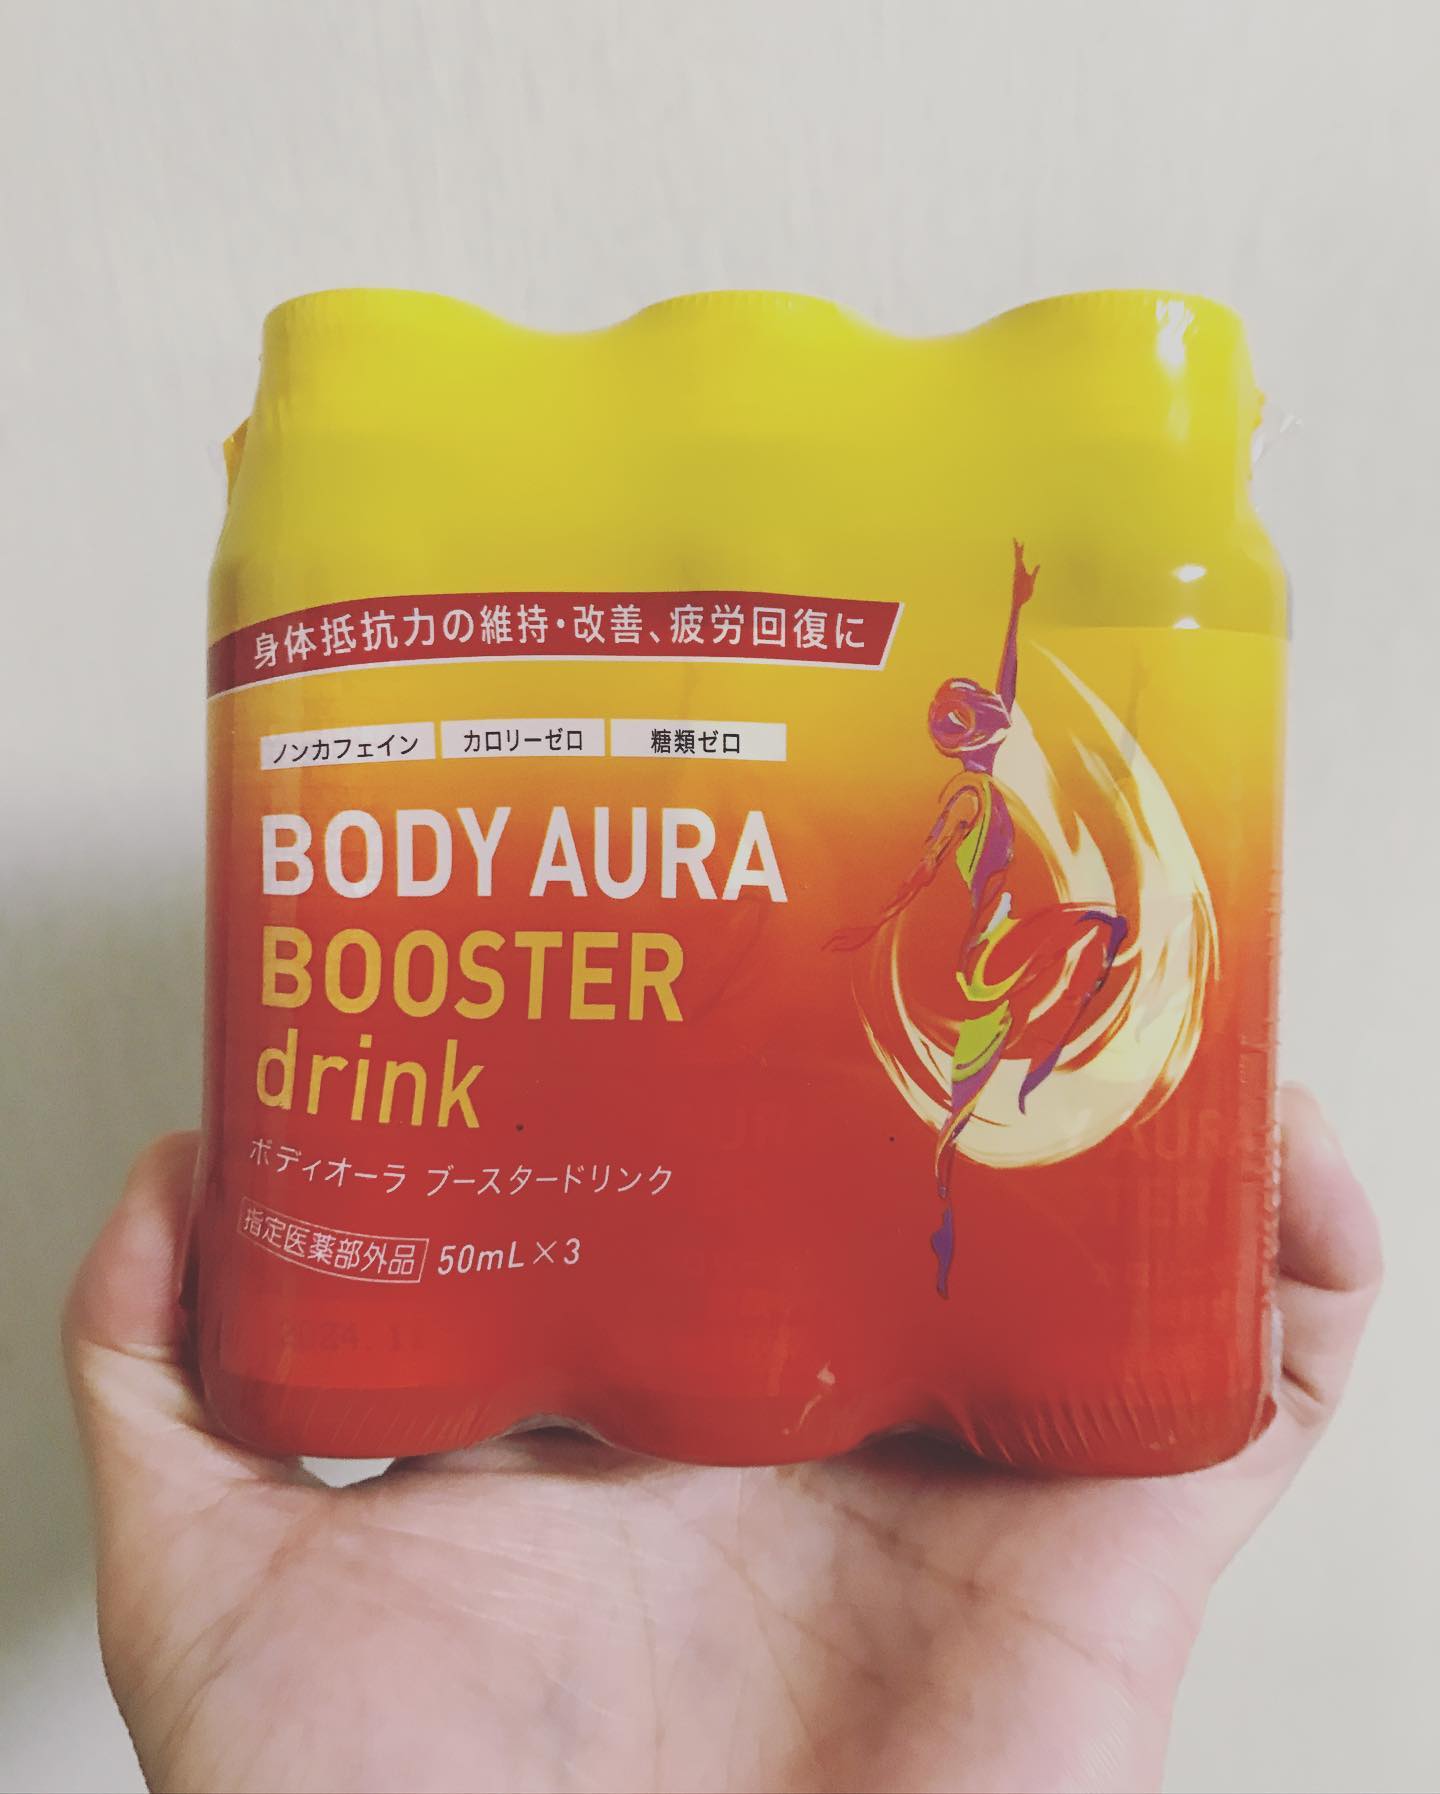 身体抵抗力の維持・改善、疲労回復に
ノンカフェイン カロリーゼロ 糖類ゼロ
BODY AURA
BOOSTER
drink
ボディオーラ ブースタードリンク
指定医薬部外品 50mL×3
2024.11